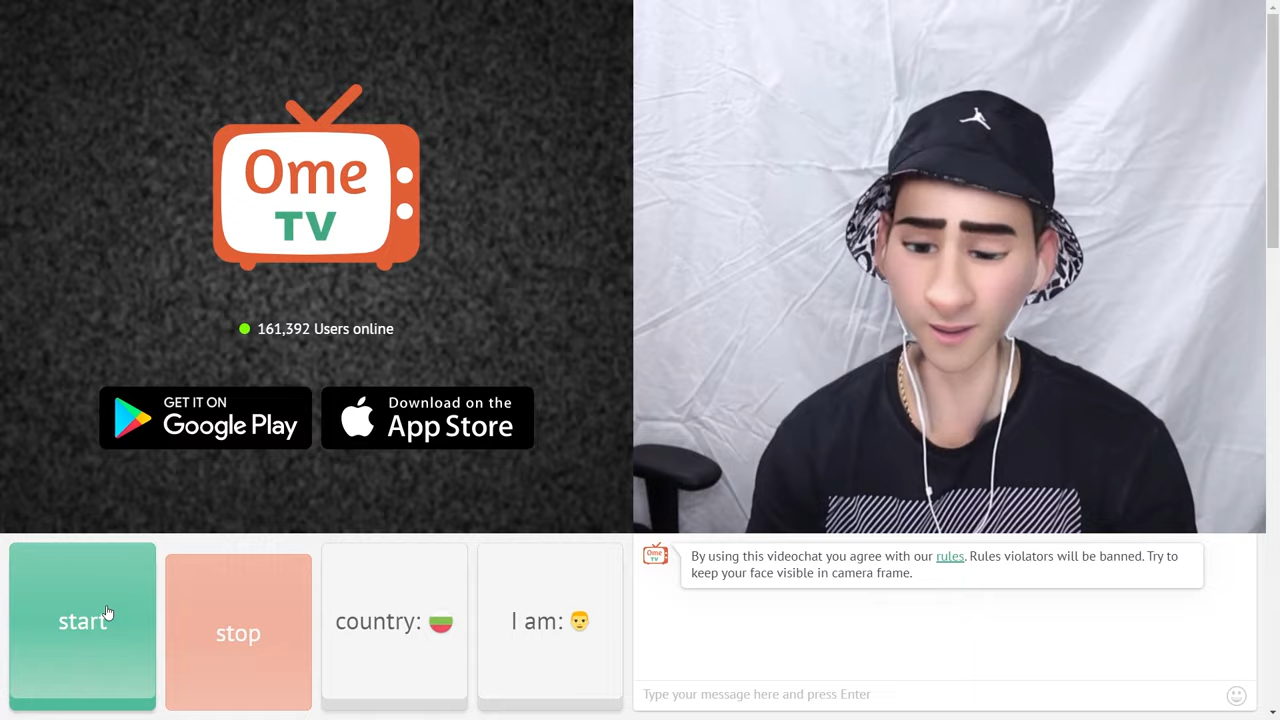 Ome
TV
161,392 Users online
GET IT ON
Google Play
Download on the
App Store
start
stop
country:
I am:
Ome
TV
By using this videochat you agree with our rules. Rules violators will be banned. Try to
keep your face visible in camera frame.
Type your message here and press Enter